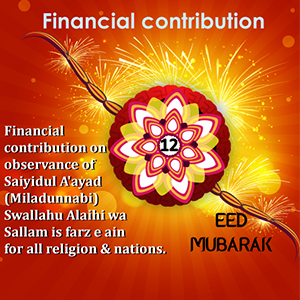 Financial contribution
12
Financial
contribution on
observance of
Saiyidul A'ayad
(Miladunnabi)
Swallahu Alaihi wa
Sallam is farz e ain
for all religion & nations.
EED
MUBARAK